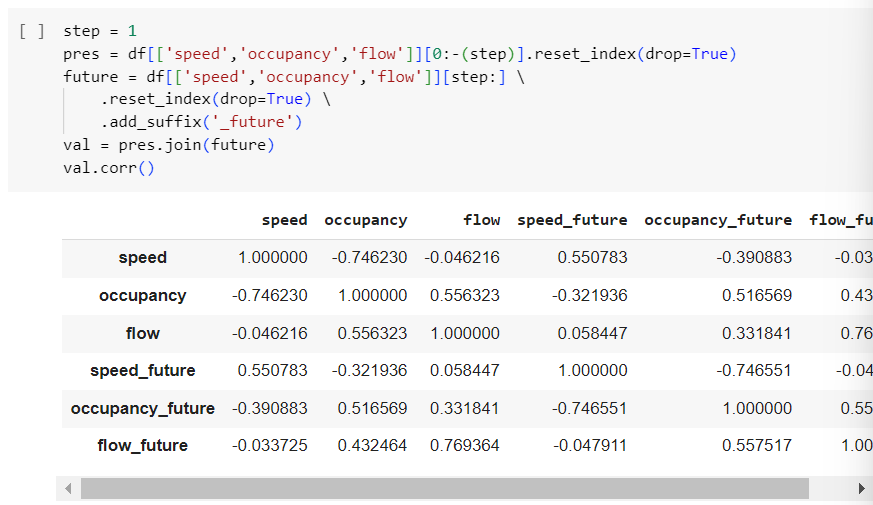 [ ] step = 1
pres = df[['speed','occupancy','flow']][0:-(step)].reset_index(drop=True)
future = df[['speed','occupancy','flow']][step:] \
.reset_index(drop=True) \
.add_suffix('_future')
val = pres.join(future)
val.corr()
speed occupancy flow speed_future occupancy_future flow_fu
speed 1.000000 -0.746230 -0.046216 0.550783 -0.390883 -0.03
occupancy -0.746230 1.000000 0.556323 -0.321936 0.516569 0.43
flow -0.046216 0.556323 1.000000 0.058447 0.331841 0.76
speed_future 0.550783 -0.321936 0.058447 1.000000 -0.746551 -0.04
occupancy_future -0.390883 0.516569 0.331841 -0.746551 1.000000 0.55
flow_future -0.033725 0.432464 0.769364 -0.047911 0.557517 1.00